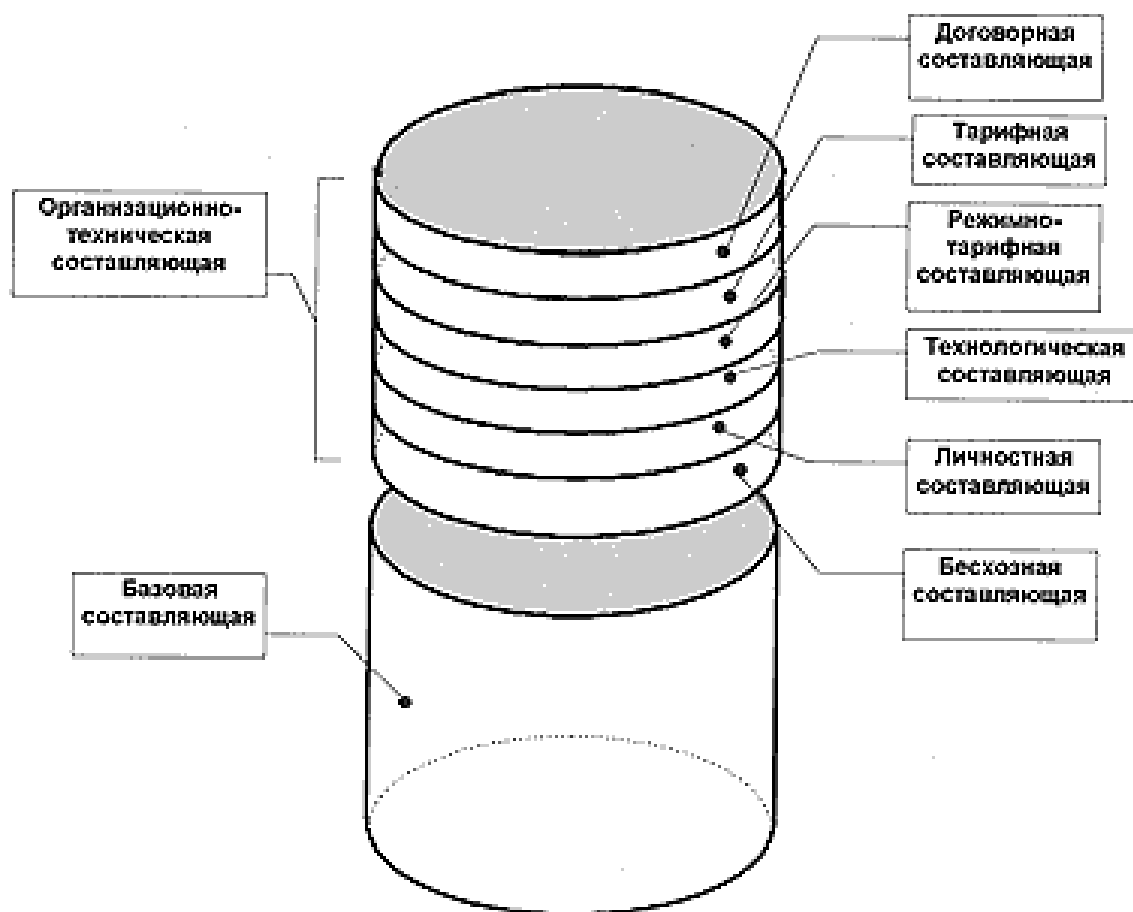 Договорная
составляющая
Тарифная
составляющая
Организационно-
техническая
составляющая
Режимно-
тарифная
составляющая
Технологическая
составляющая
Личностная
составляющая
Базовая
составляющая
Бесхозная
составляющая